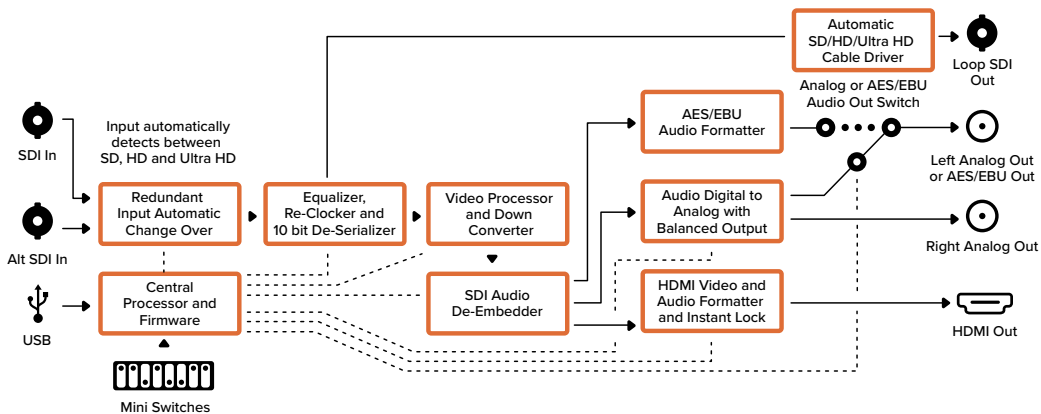 Automatic
SD/HD/Ultra HD
Cable Driver
Loop SDI
Out
Analog or AES/EBU
Audio Out Switch
AES/EBU
Audio Formatter
SDI In
Input automatically
detects between
SD, HD and Ultra HD
Left Analog Out
or AES/EBU Out
Redundant
Input Automatic
Change Over
Equalizer,
Re-Clocker and
10 bit De-Serializer
Video Processor
and Down
Converter
Audio Digital to
Analog with
Balanced Output
Right Analog Out
Alt SDI In
Central
Processor and
Firmware
SDI Audio
De-Embedder
HDMI Video and
Audio Formatter
and Instant Lock
USB
HDMI Out
Mini Switches